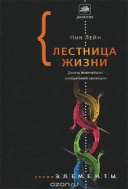 Ник Лейн
ЛЕСТНИЦА
ЖИЗНИ
Десять величайших
изобретений эволюции
ЭЛЕМЕНТЫ